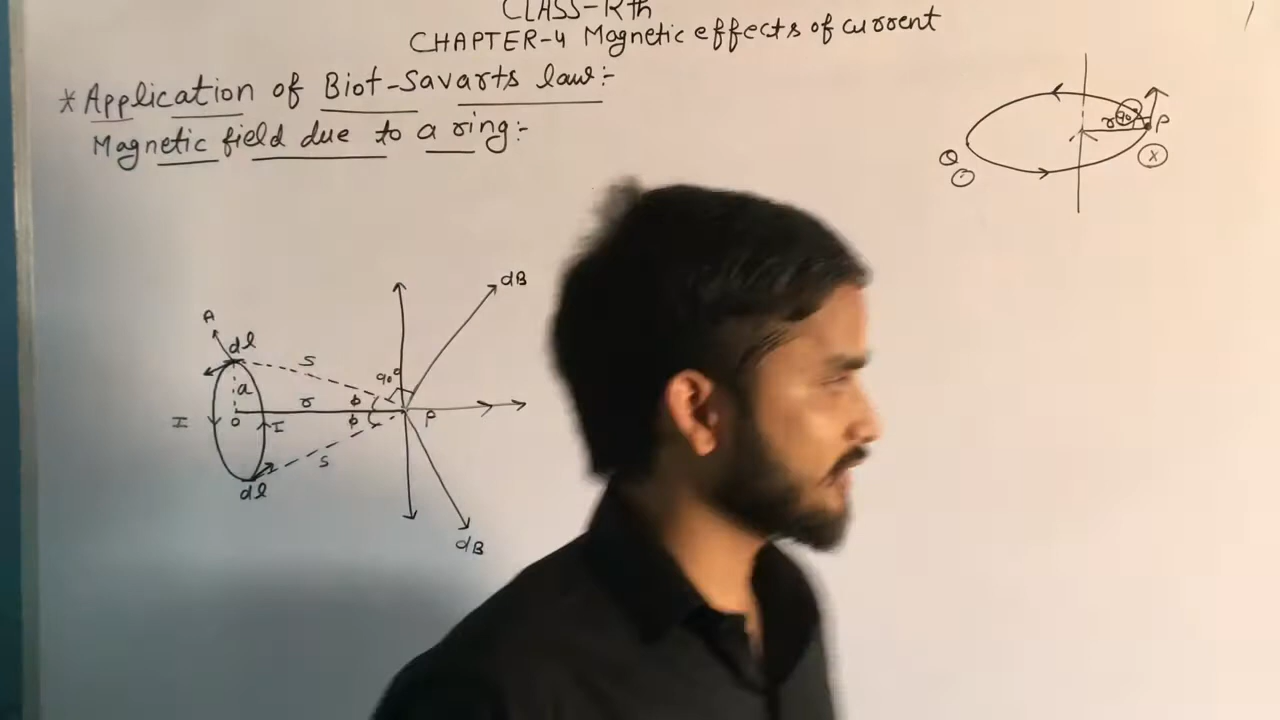 CLASS-12th
CHAPTER-4 Magnetic effects of current
*Application of Biot-Savarts law:-
Magnetic field due to a ring:-
r 90° P
Q
X
dB
A
dl
S
90°
a
r
φ
I
O
I
φ
P
S
dl
dB